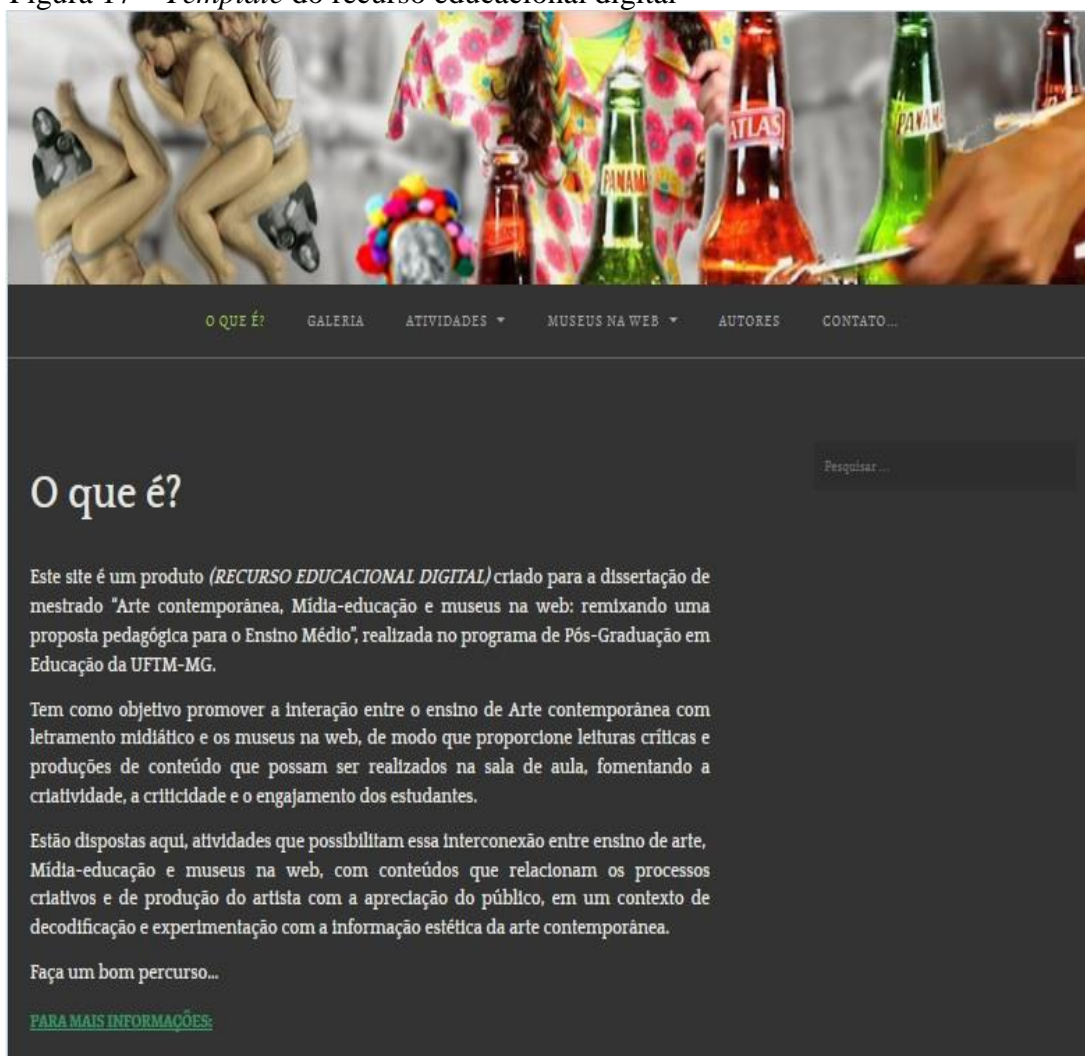 Figura 17 – Template do recurso educacional digital
PANAMÁ
ATLAS
O QUE É?
GALERIA
ATIVIDADES
MUSEUS NA WEB
AUTORES
CONTATO...
Pesquisar ...
O que é?
Este site é um produto (RECURSO EDUCACIONAL DIGITAL) criado para a dissertação de
mestrado “Arte contemporânea, Mídia-educação e museus na web: remixando uma
proposta pedagógica para o Ensino Médio”, realizada no programa de Pós-Graduação em
Educação da UFTM-MG.
Tem como objetivo promover a interação entre o ensino de Arte contemporânea com
letramento midiático e os museus na web, de modo que proporcione leituras críticas e
produções de conteúdo que possam ser realizados na sala de aula, fomentando a
criatividade, a criticidade e o engajamento dos estudantes.
Estão dispostas aqui, atividades que possibilitam essa interconexão entre ensino de arte,
Mídia-educação e museus na web, com conteúdos que relacionam os processos
criativos e de produção do artista com a apreciação do público, em um contexto de
decodificação e experimentação com a informação estética da arte contemporânea.
Faça um bom percurso...
PARA MAIS INFORMAÇÕES: